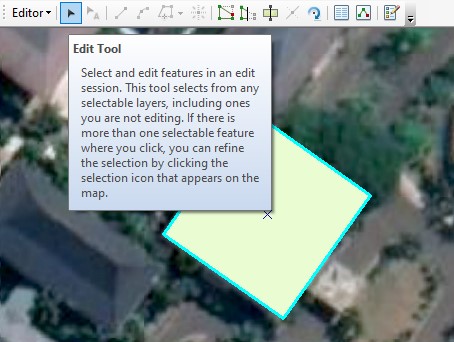 Editor
Edit Tool
Select and edit features in an edit
session. This tool selects from any
selectable layers, including ones
you are not editing. If there is
more than one selectable feature
where you click, you can refine
the selection by clicking the
selection icon that appears on the
map.